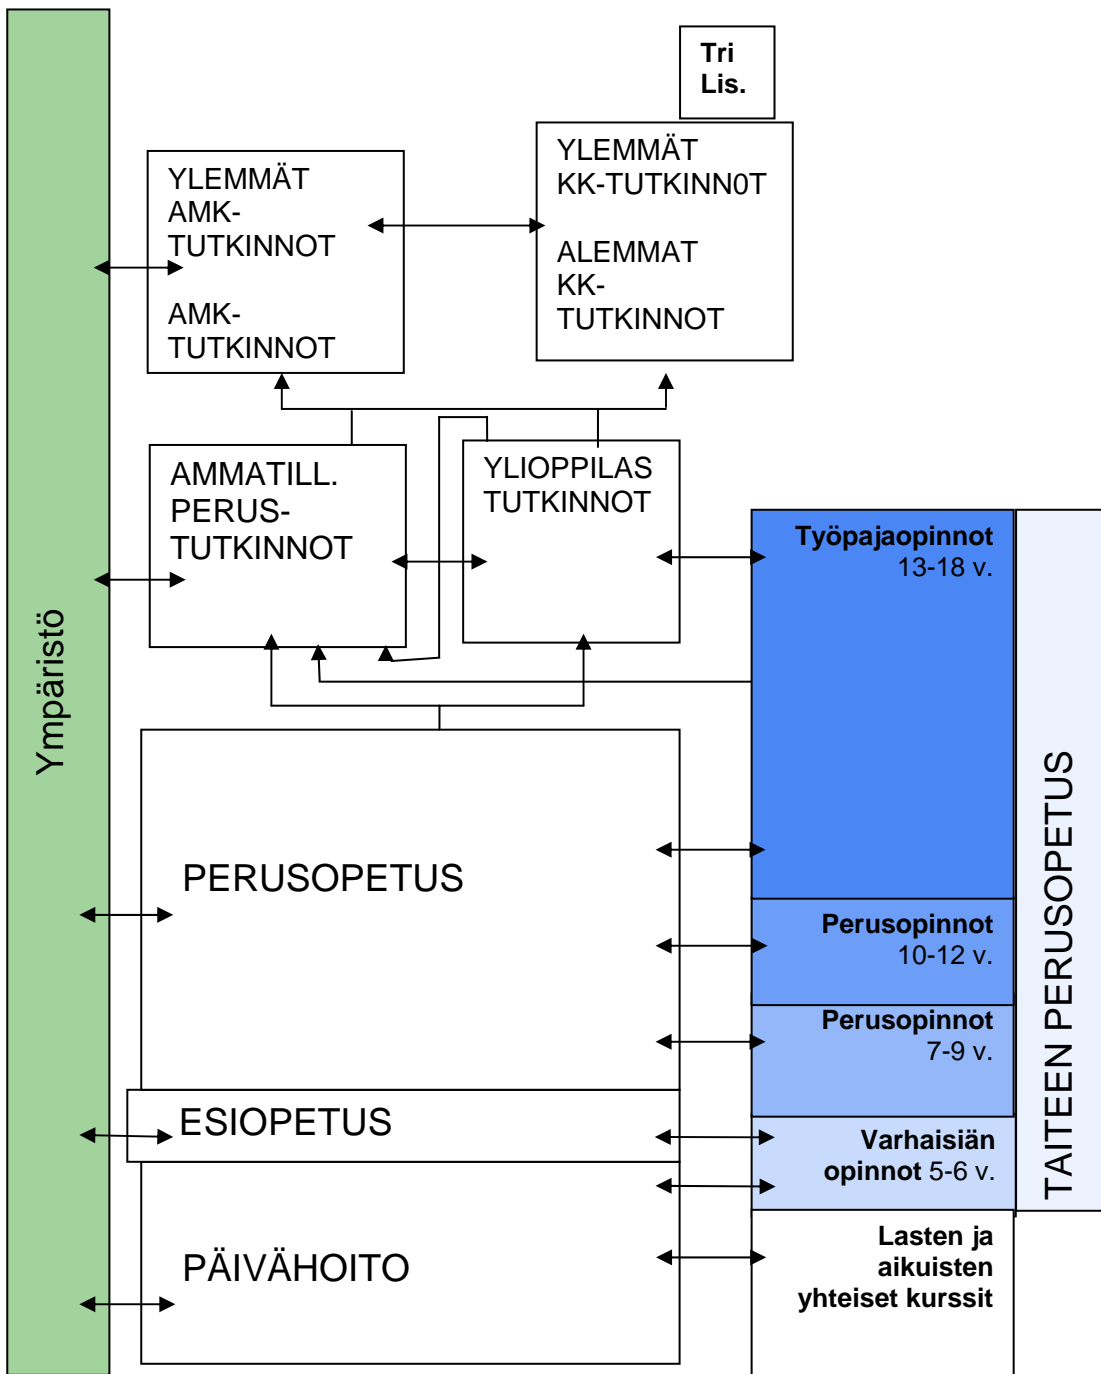 Tri
Lis.
YLEMMÄT
AMK-
TUTKINNOT
AMK-
TUTKINNOT
YLEMMÄT
KK-TUTKINN0T
ALEMMAT
KK-
TUTKINNOT
AMMATILL.
PERUS-
TUTKINNOT
YLIOPPILAS
TUTKINNOT
Työpajaopinnot
13-18 v.
Ympäristö
PERUSOPETUS
Perusopinnot
10-12 v.
Perusopinnot
7-9 v.
TAITEEN PERUSOPETUS
ESIOPETUS
Varhaisiän
opinnot 5-6 v.
PÄIVÄHOITO
Lasten ja
aikuisten
yhteiset kurssit